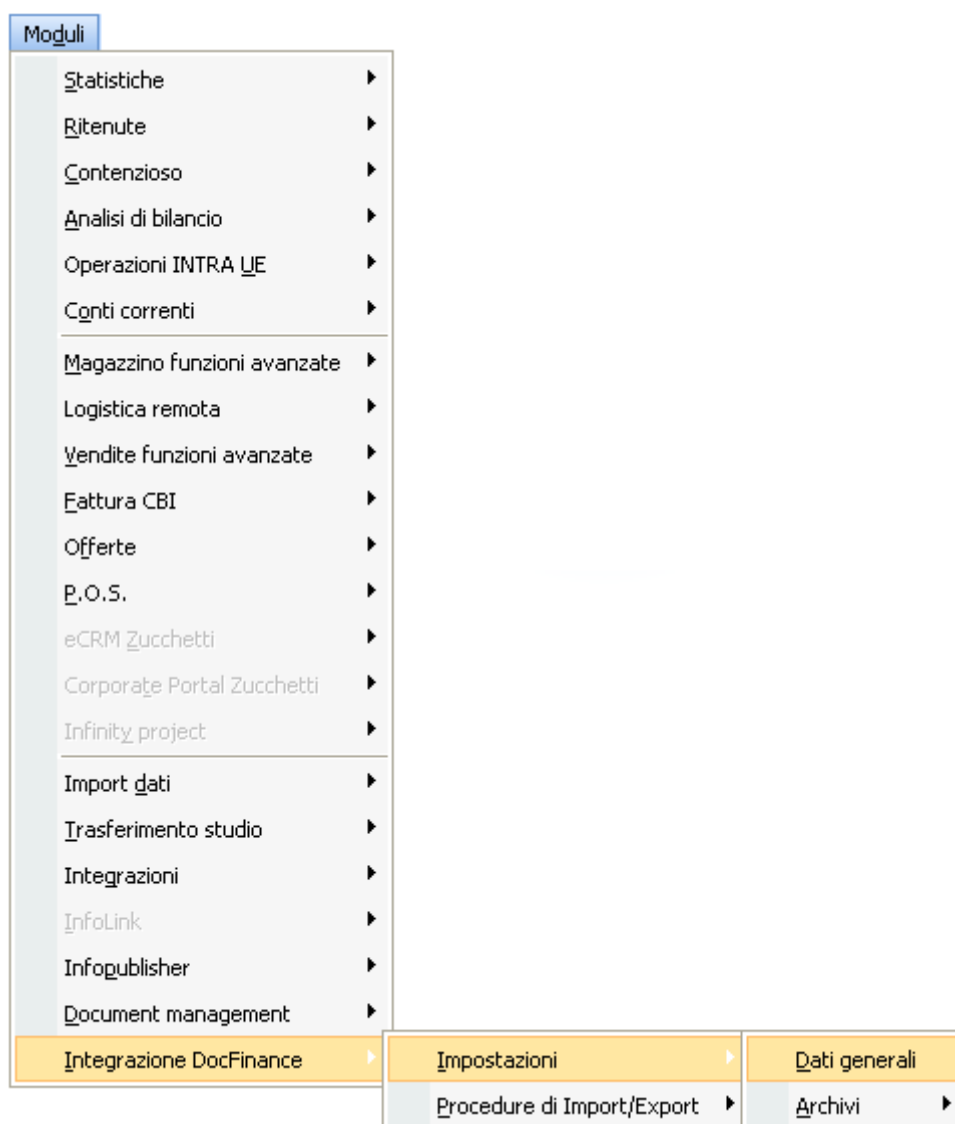 Moduli
Statistiche
Ritenute
Contenzioso
Analisi di bilancio
Operazioni INTRA UE
Conti correnti
Magazzino funzioni avanzate
Logistica remota
Vendite funzioni avanzate
Fattura CBI
Offerte
P.O.S.
eCRM Zucchetti
Corporate Portal Zucchetti
Infinity project
Import dati
Trasferimento studio
Integrazioni
InfoLink
Infopublisher
Document management
Integrazione DocFinance Impostazioni Dati generali
Procedure di Import/Export Archivi